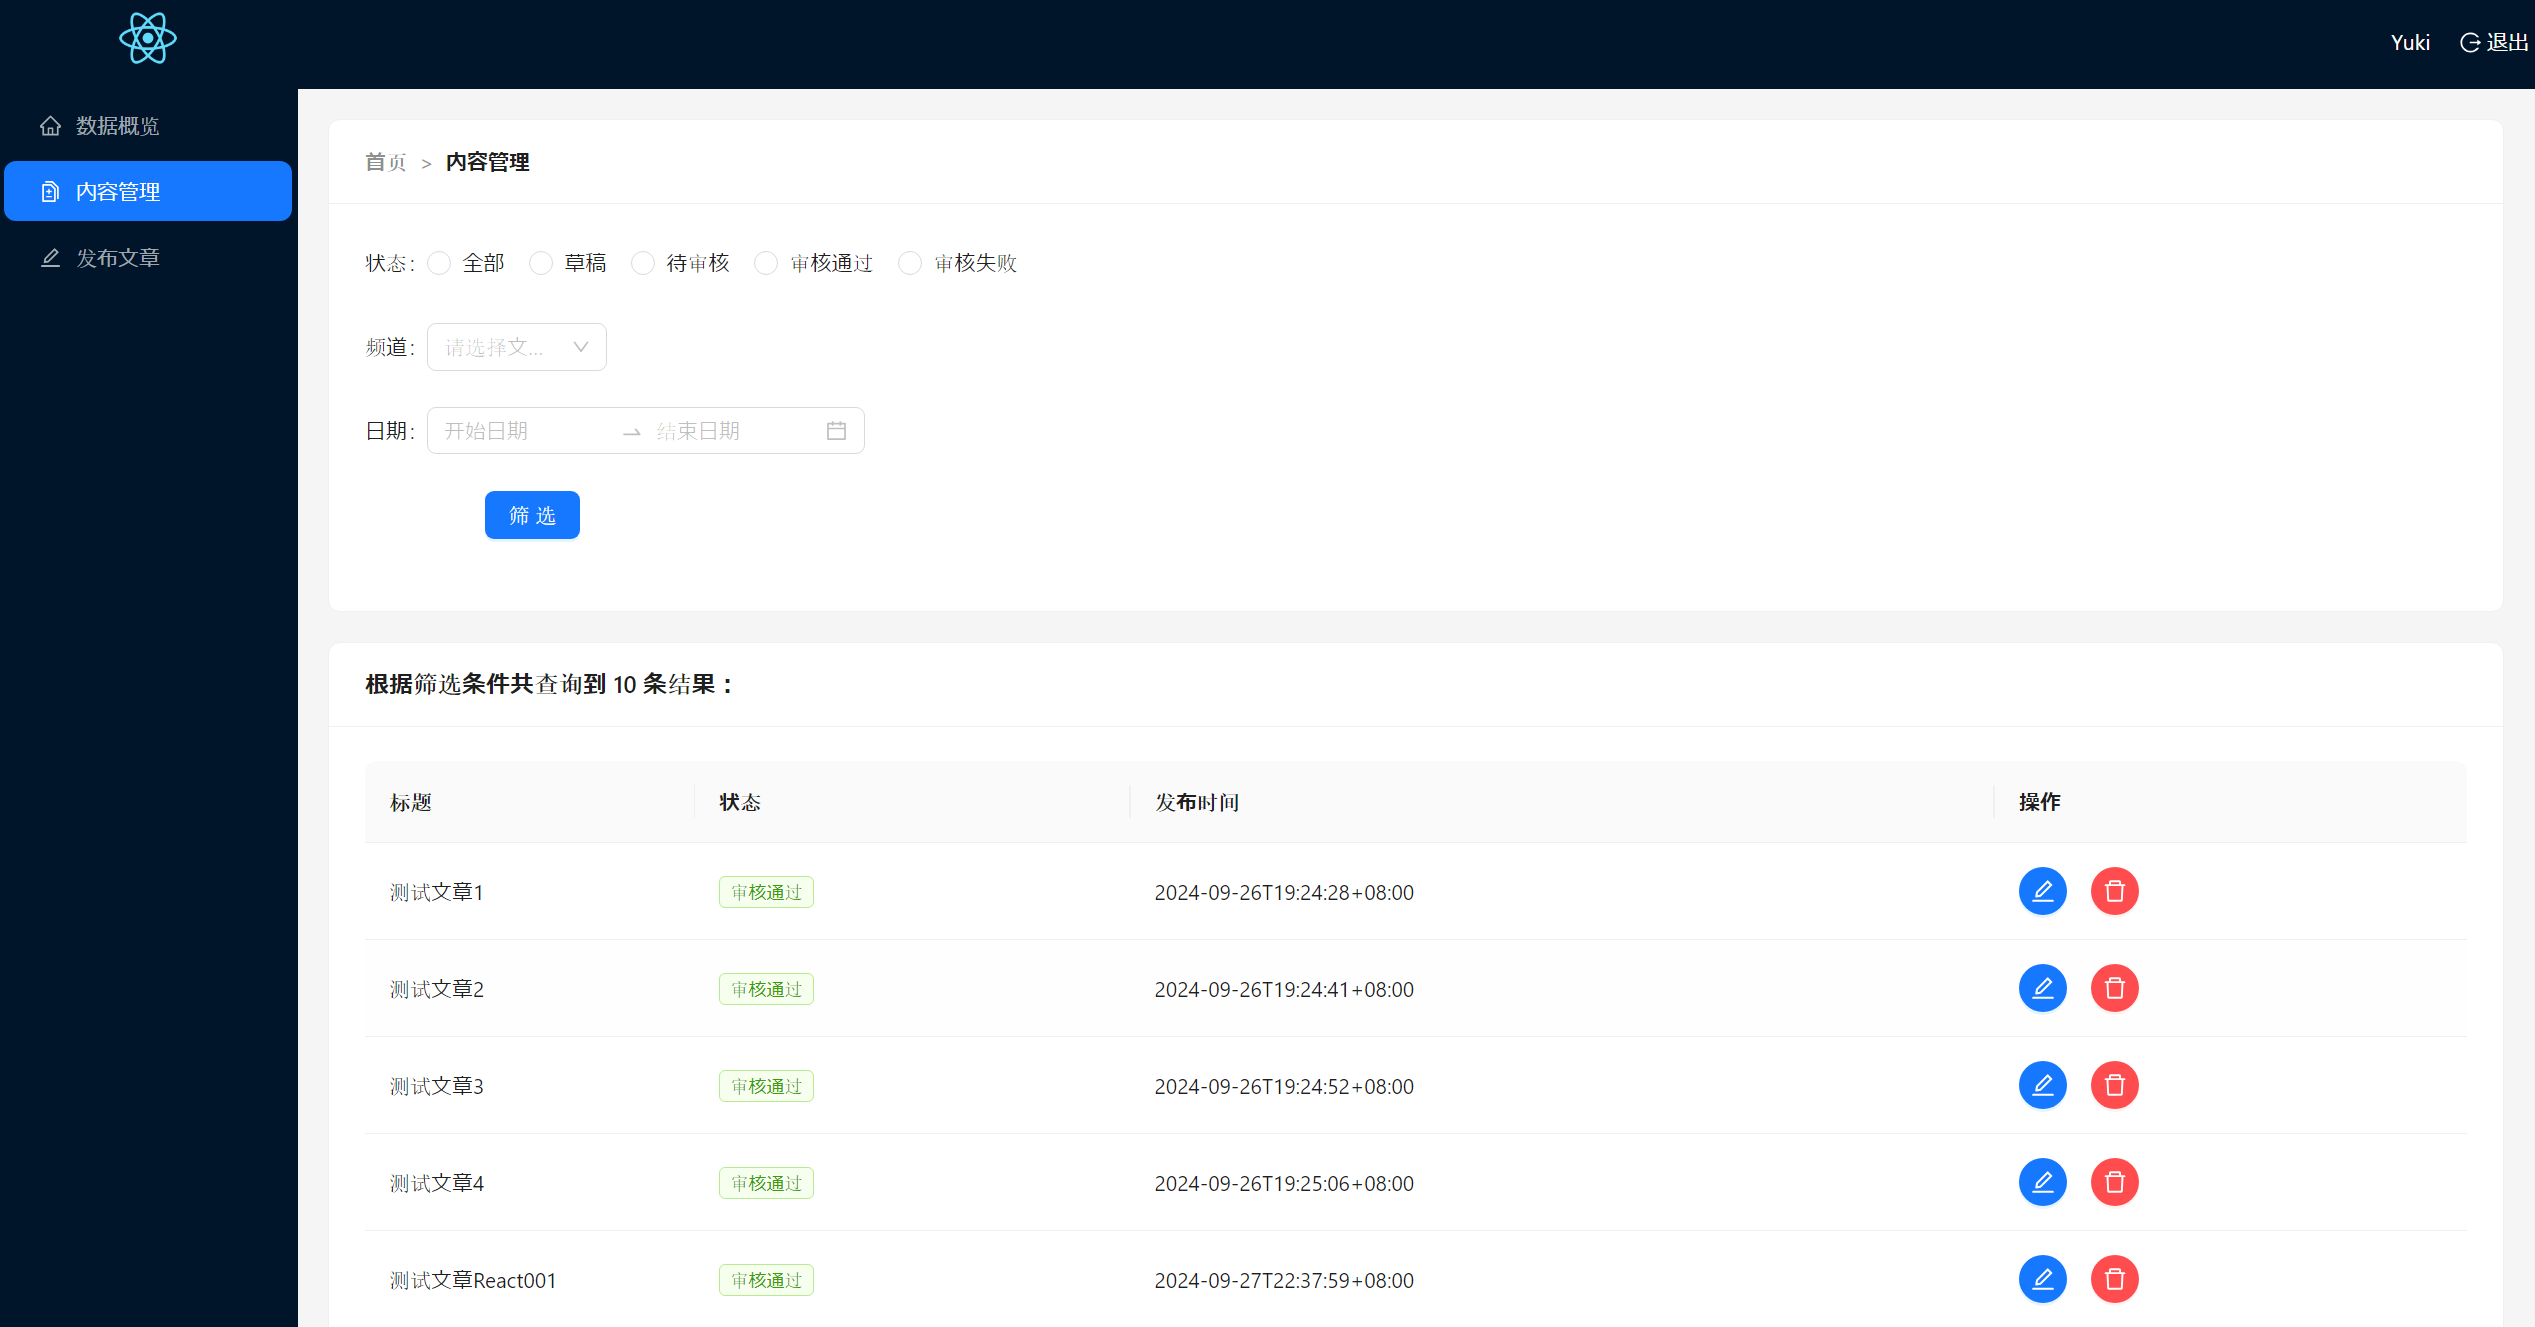 Yuki 退出
数据概览
内容管理
发布文章
首页 > 内容管理
状态: 全部 草稿 待审核 审核通过 审核失败
频道: 请选择文...
日期: 开始日期 → 结束日期
筛 选
根据筛选条件共查询到 10 条结果：
标题 状态 发布时间 操作
测试文章1 审核通过 2024-09-26T19:24:28+08:00
测试文章2 审核通过 2024-09-26T19:24:41+08:00
测试文章3 审核通过 2024-09-26T19:24:52+08:00
测试文章4 审核通过 2024-09-26T19:25:06+08:00
测试文章React001 审核通过 2024-09-27T22:37:59+08:00